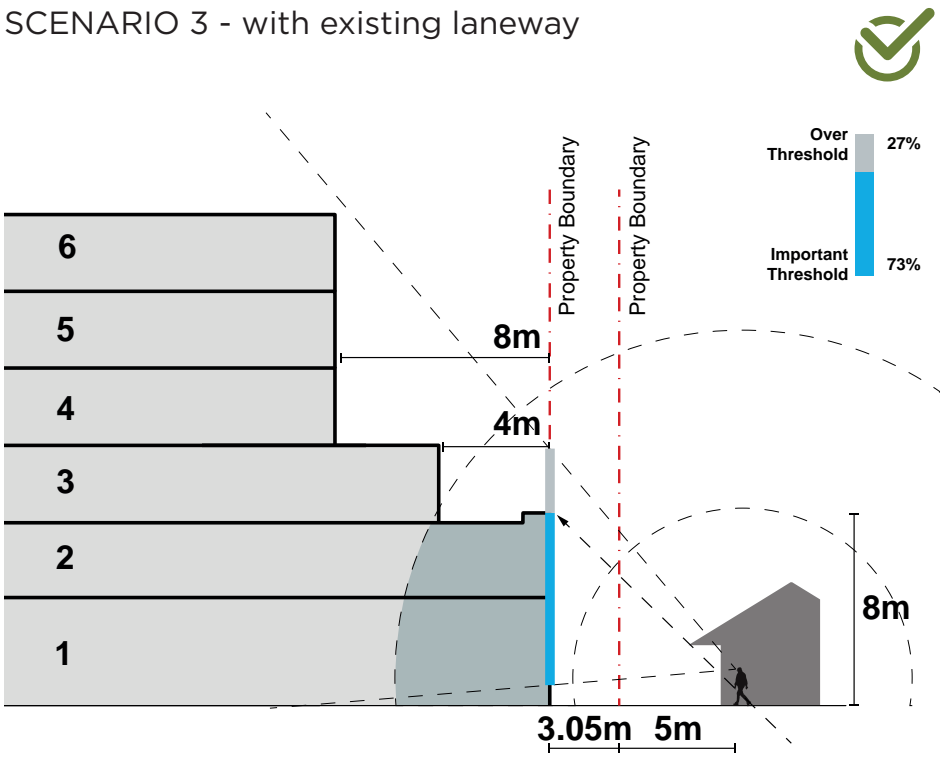 SCENARIO 3 - with existing laneway
Over
Threshold
27%
Important
Threshold
73%
Property Boundary
Property Boundary
6
5
4
3
2
1
8m
4m
8m
3.05m
5m